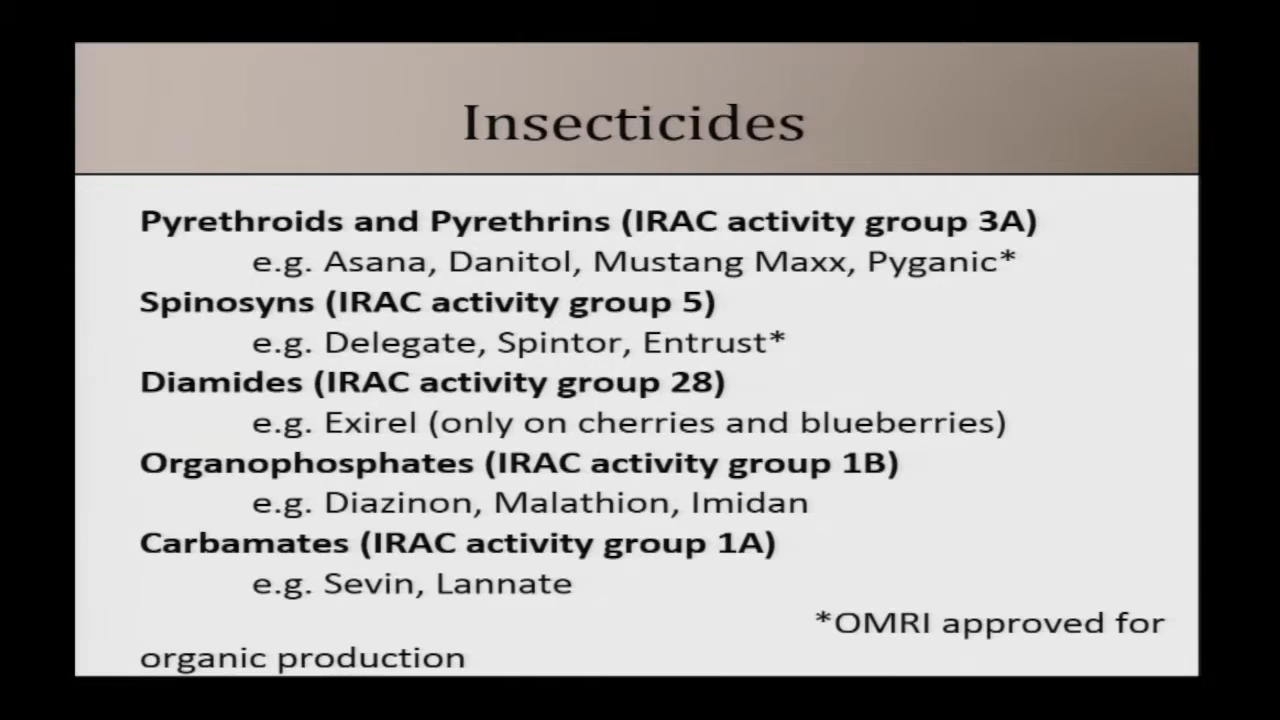 Insecticides
Pyrethroids and Pyrethrins (IRAC activity group 3A)
e.g. Asana, Danitol, Mustang Maxx, Pyganic*
Spinosyns (IRAC activity group 5)
e.g. Delegate, Spintor, Entrust*
Diamides (IRAC activity group 28)
e.g. Exirel (only on cherries and blueberries)
Organophosphates (IRAC activity group 1B)
e.g. Diazinon, Malathion, Imidan
Carbamates (IRAC activity group 1A)
e.g. Sevin, Lannate
*OMRI approved for
organic production